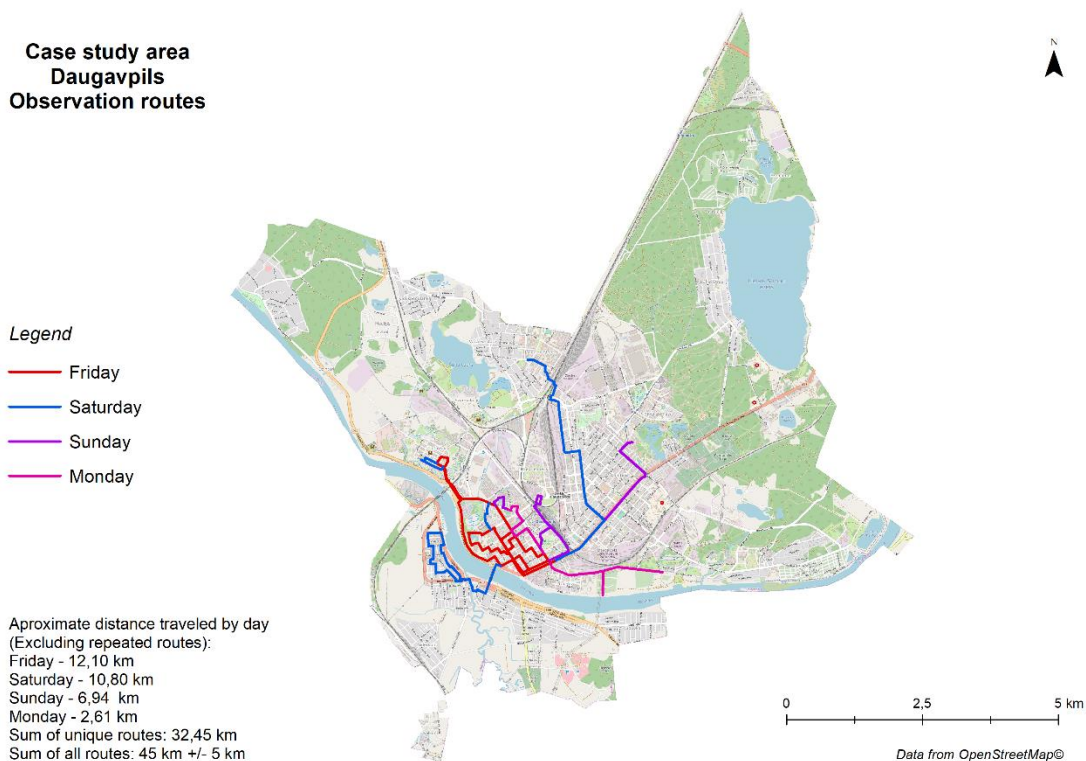 Case study area
Daugavpils
Observation routes
N
Legend
Friday
Saturday
Sunday
Monday
Aproximate distance traveled by day
(Excluding repeated routes):
Friday - 12,10 km
Saturday - 10,80 km
Sunday - 6,94 km
Monday - 2,61 km
Sum of unique routes: 32,45 km
Sum of all routes: 45 km +/- 5 km
0 2,5 5 km
Data from OpenStreetMap©